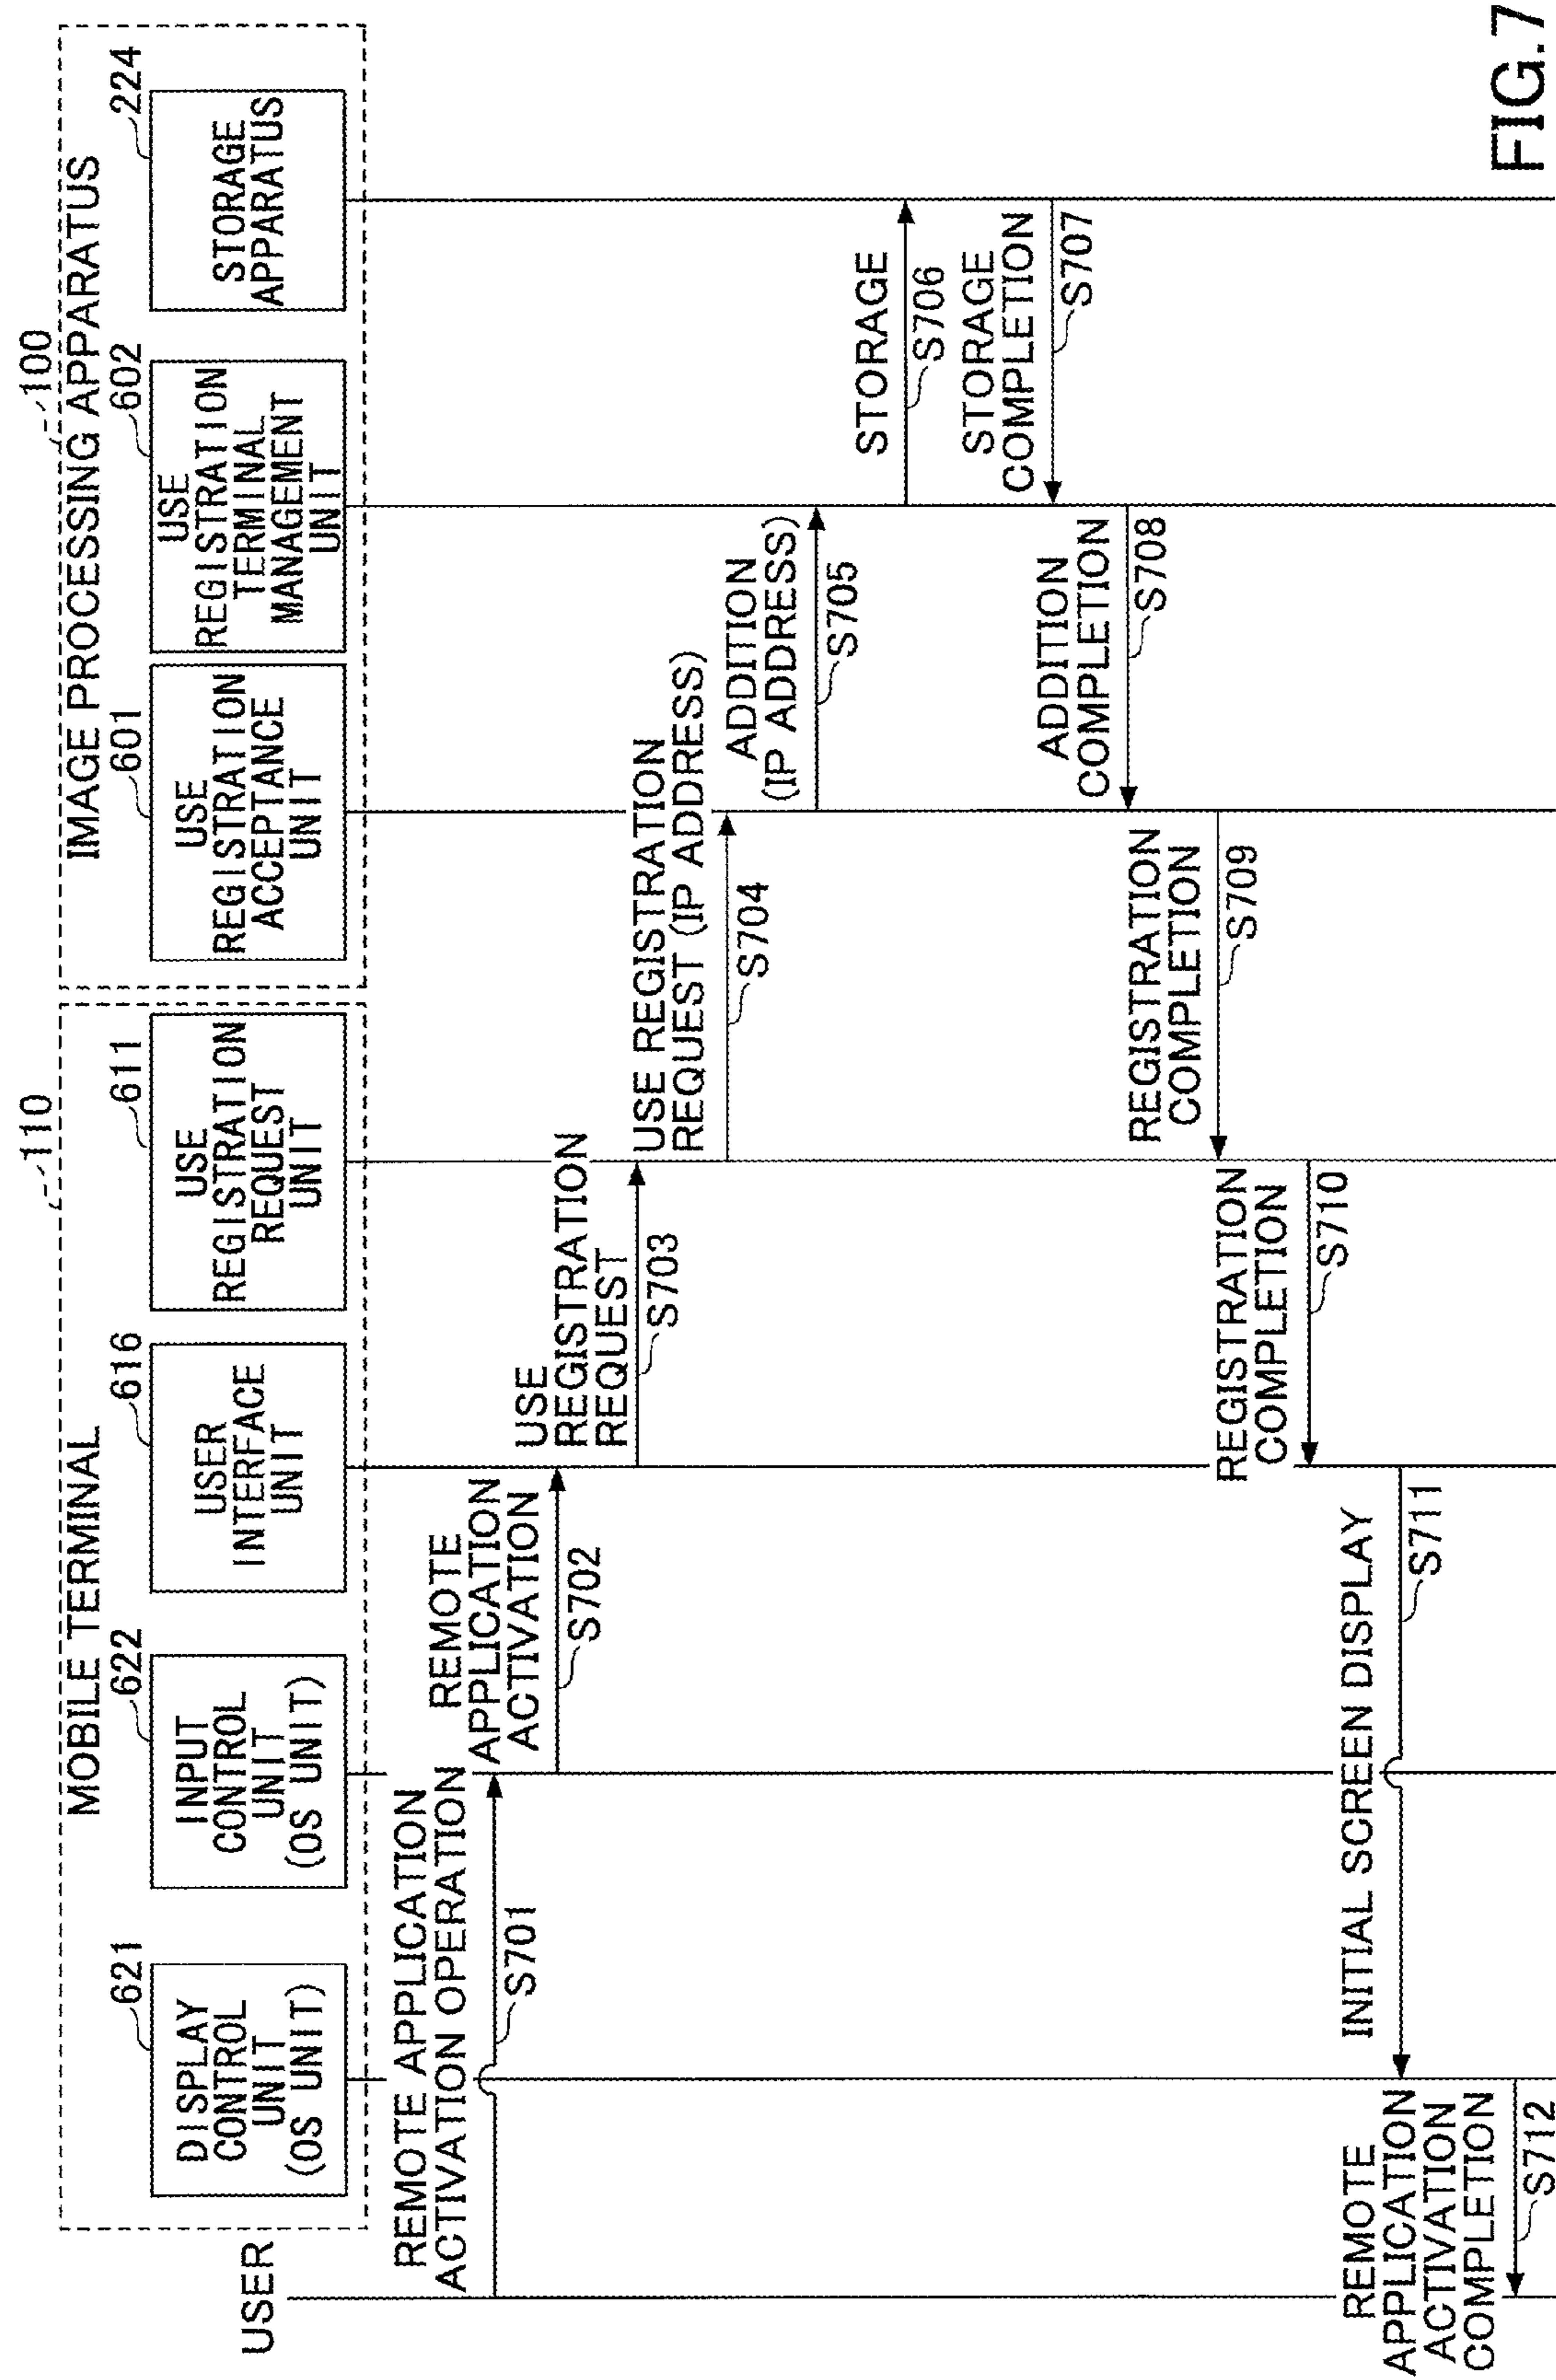 110
100
MOBILE TERMINAL
IMAGE PROCESSING APPARATUS
USER
621
DISPLAY
CONTROL
UNIT
(OS UNIT)
622
INPUT
CONTROL
UNIT
(OS UNIT)
616
USER
INTERFACE
UNIT
611
USE
REGISTRATION
REQUEST
UNIT
601
USE
REGISTRATION
ACCEPTANCE
UNIT
602
USE
REGISTRATION
TERMINAL
MANAGEMENT
UNIT
224
STORAGE
APPARATUS
REMOTE APPLICATION
ACTIVATION OPERATION
S701
REMOTE
APPLICATION
ACTIVATION
S702
USE
REGISTRATION
REQUEST
S703
USE REGISTRATION
REQUEST (IP ADDRESS)
S704
ADDITION
(IP ADDRESS)
S705
STORAGE
S706
STORAGE
COMPLETION
S707
ADDITION
COMPLETION
S708
REGISTRATION
COMPLETION
S709
REGISTRATION
COMPLETION
S710
INITIAL SCREEN DISPLAY
S711
REMOTE
APPLICATION
ACTIVATION
COMPLETION
S712
FIG.7